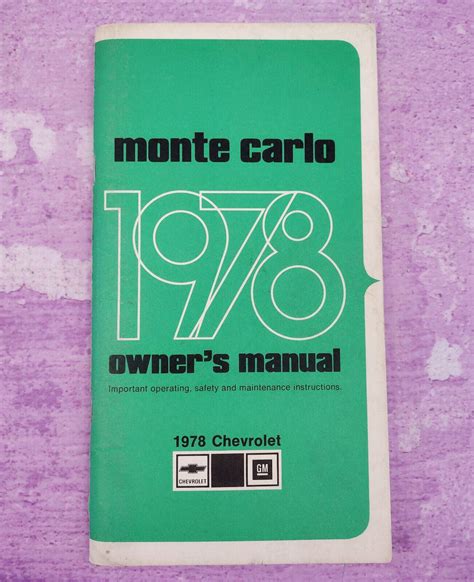 monte carlo
1978
owner's manual
Important operating, safety and maintenance instructions.
1978 Chevrolet
CHEVROLET
GM